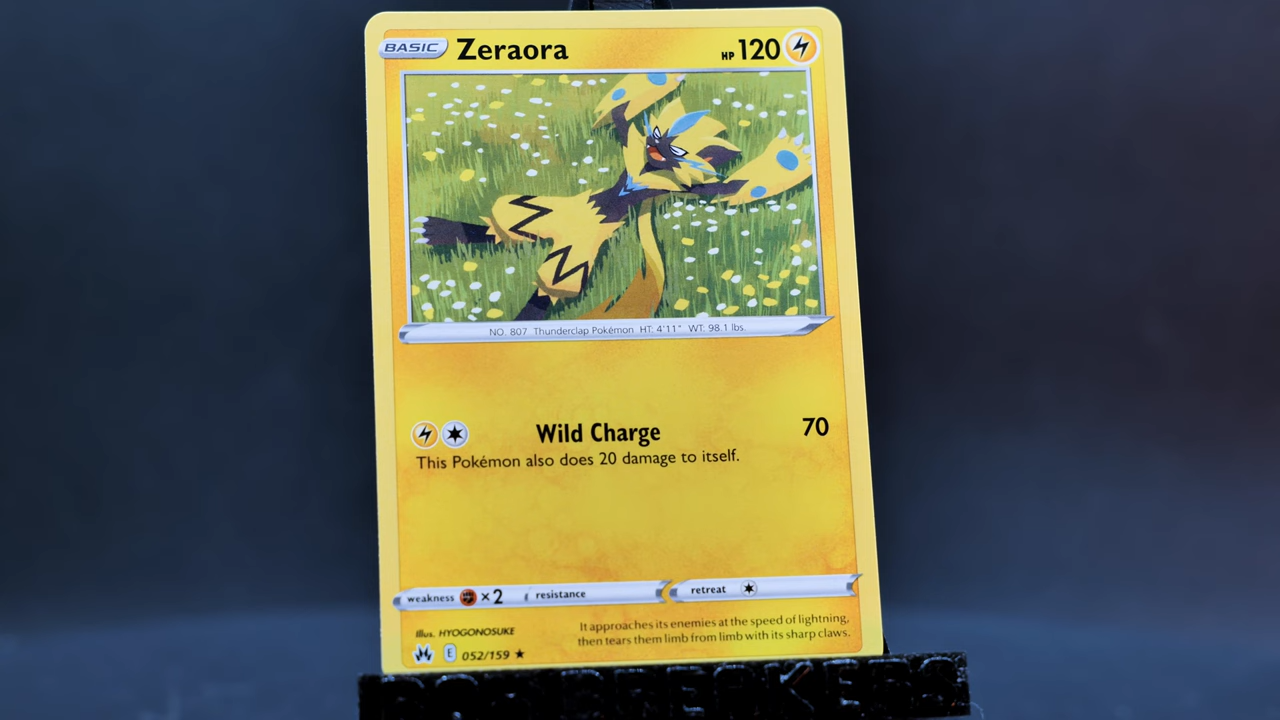 BASIC Zeraora HP 120
NO. 807 Thunderclap Pokémon HT: 4'11" WT: 98.1 lbs.
Wild Charge 70
This Pokémon also does 20 damage to itself.
weakness ×2 resistance retreat
Illus. HYOGONOSUKE
It approaches its enemies at the speed of lightning,
then tears them limb from limb with its sharp claws.
E 052/159 ★